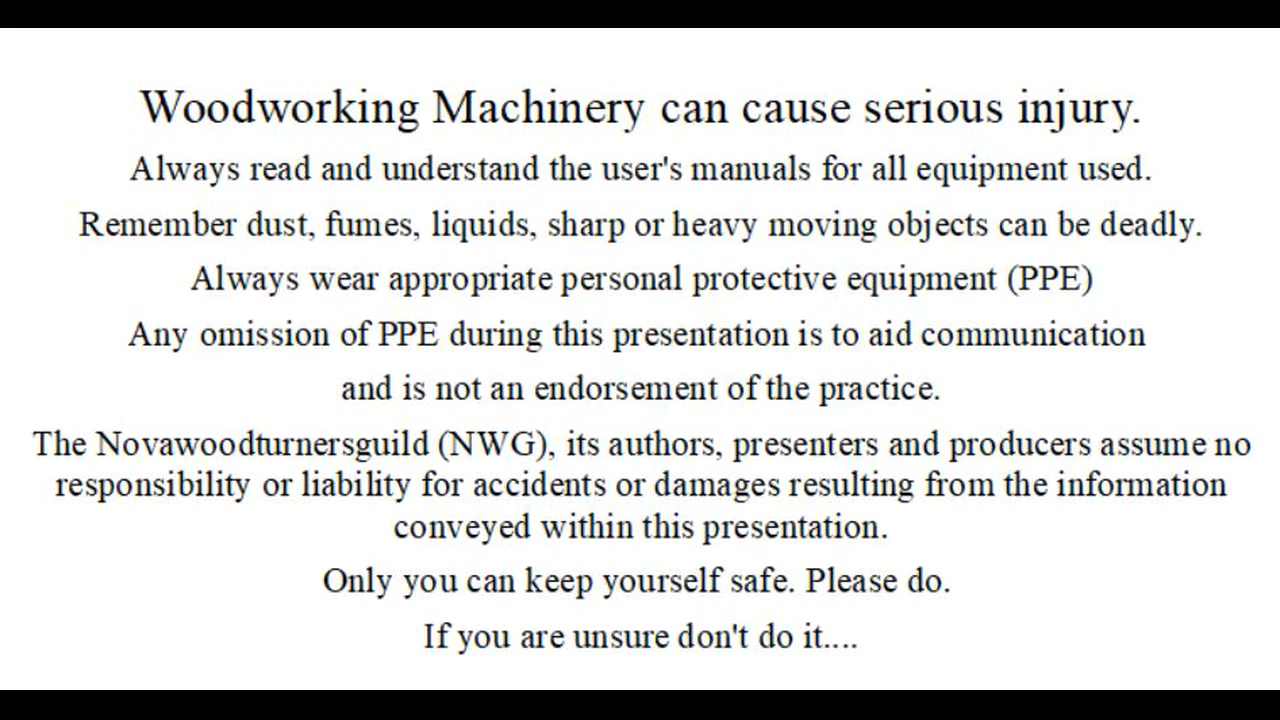 Woodworking Machinery can cause serious injury.
Always read and understand the user's manuals for all equipment used.
Remember dust, fumes, liquids, sharp or heavy moving objects can be deadly.
Always wear appropriate personal protective equipment (PPE)
Any omission of PPE during this presentation is to aid communication
and is not an endorsement of the practice.
The Novawoodturnersguild (NWG), its authors, presenters and producers assume no
responsibility or liability for accidents or damages resulting from the information
conveyed within this presentation.
Only you can keep yourself safe. Please do.
If you are unsure don't do it....